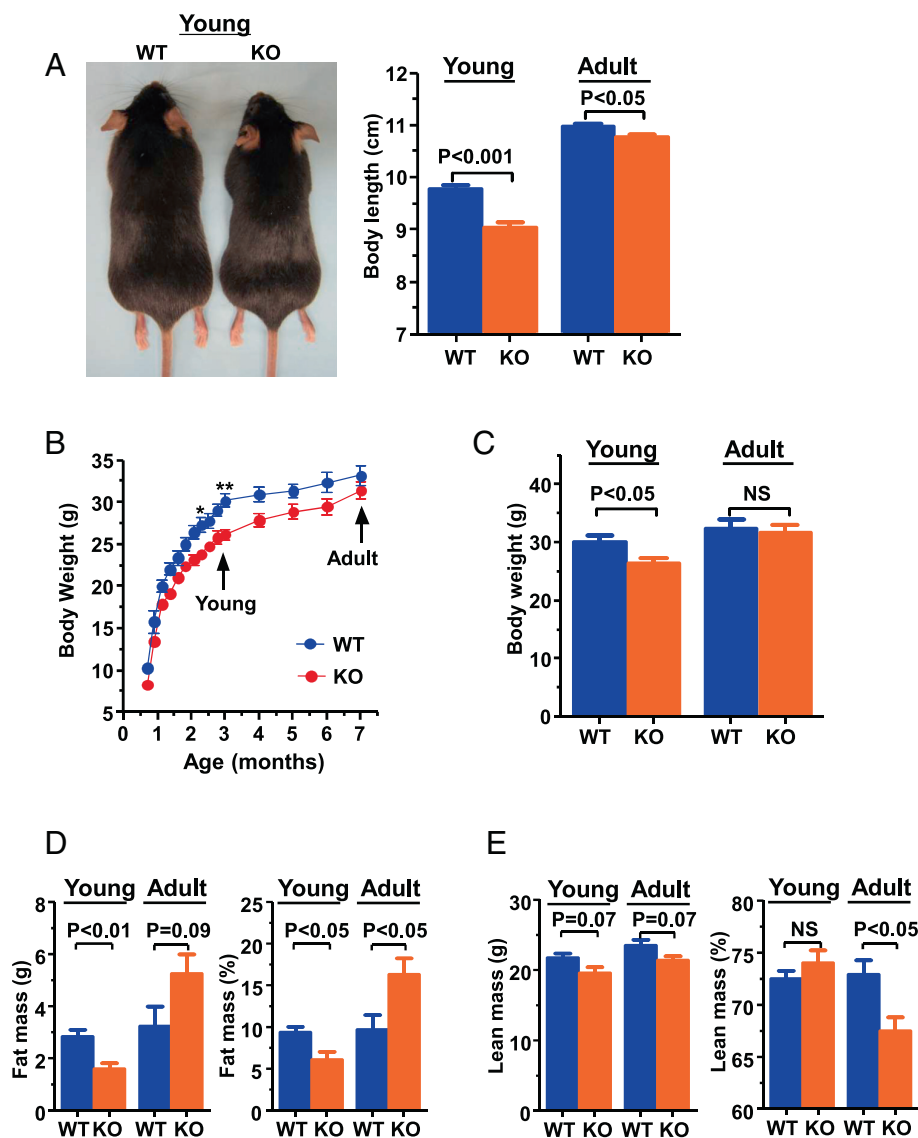 Young
WT KO
A
Young Adult
P<0.001 P<0.05
Body length (cm)
12
11
10
9
8
7
WT KO WT KO
B
Body Weight (g)
35
30
25
20
15
10
5
* **
Young
Adult
WT
KO
0 1 2 3 4 5 6 7
Age (months)
C
Young Adult
P<0.05 NS
Body weight (g)
45
30
15
0
WT KO WT KO
D
Young Adult
P<0.01 P=0.09
Fat mass (g)
8
6
4
2
0
WT KO WT KO
Young Adult
P<0.05 P<0.05
Fat mass (%)
25
20
15
10
5
0
WT KO WT KO
E
Young Adult
P=0.07 P=0.07
Lean mass (g)
30
20
10
0
WT KO WT KO
Young Adult
NS P<0.05
Lean mass (%)
80
75
70
65
60
WT KO WT KO